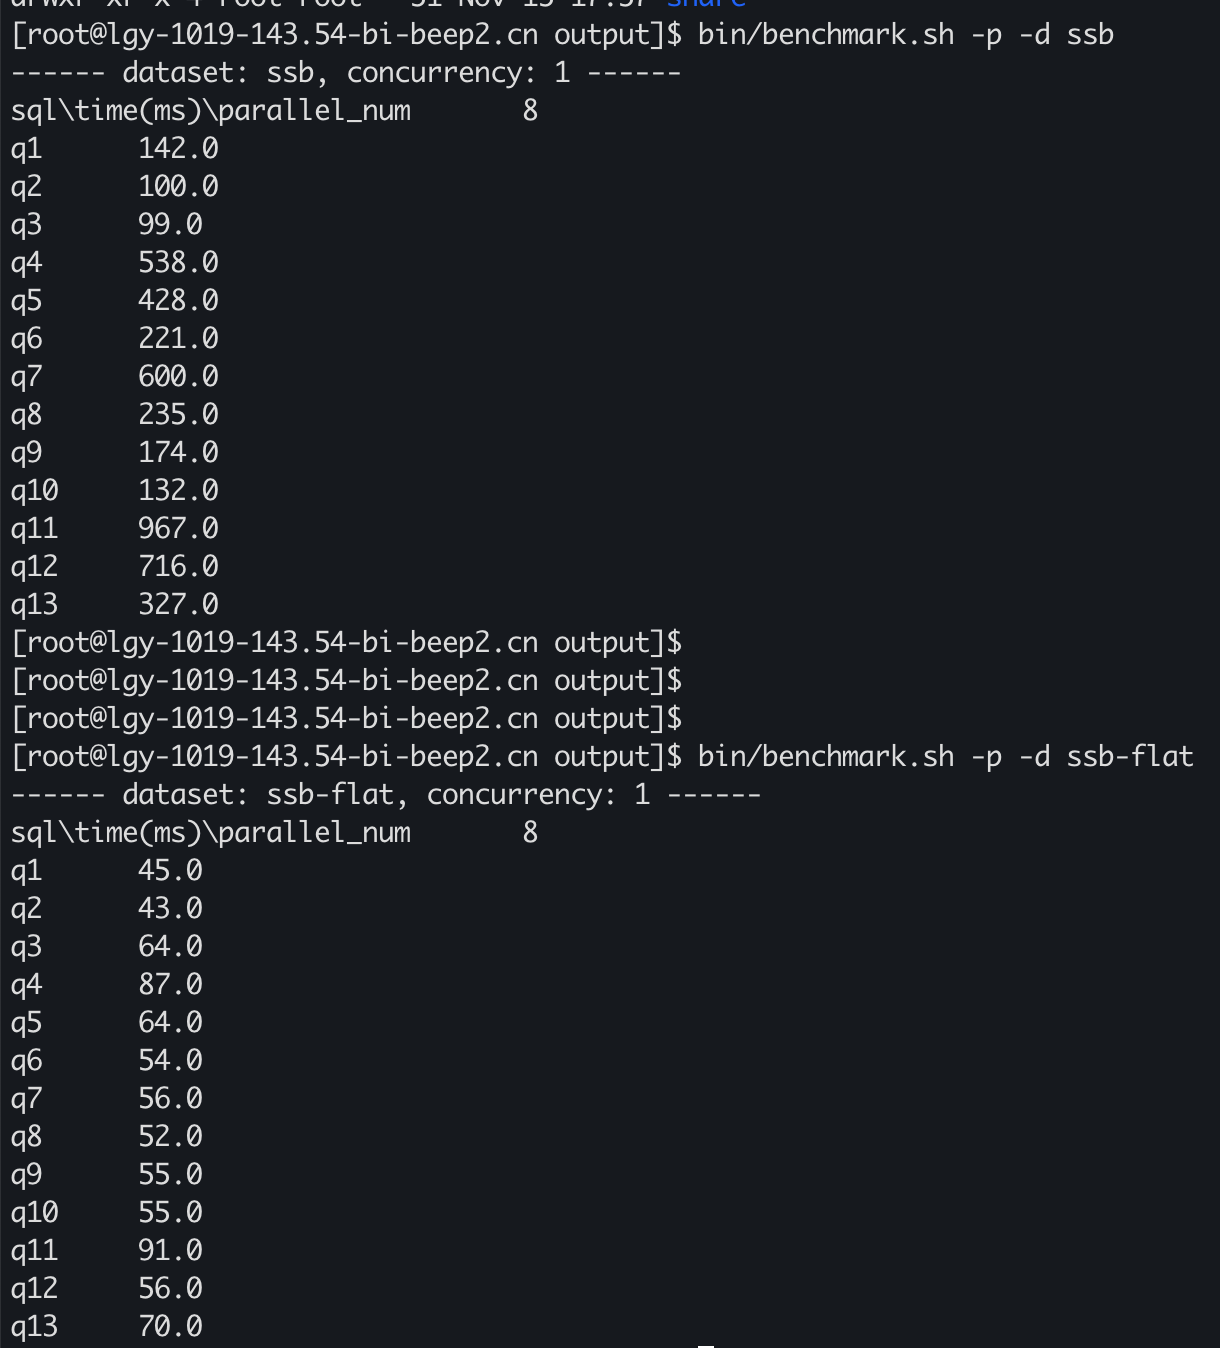 share
[root@lgy-1019-143.54-bi-beep2.cn output]$ bin/benchmark.sh -p -d ssb
------ dataset: ssb, concurrency: 1 ------
sql\time(ms)\parallel_num       8
q1      142.0
q2      100.0
q3      99.0
q4      538.0
q5      428.0
q6      221.0
q7      600.0
q8      235.0
q9      174.0
q10     132.0
q11     967.0
q12     716.0
q13     327.0
[root@lgy-1019-143.54-bi-beep2.cn output]$
[root@lgy-1019-143.54-bi-beep2.cn output]$
[root@lgy-1019-143.54-bi-beep2.cn output]$
[root@lgy-1019-143.54-bi-beep2.cn output]$ bin/benchmark.sh -p -d ssb-flat
------ dataset: ssb-flat, concurrency: 1 ------
sql\time(ms)\parallel_num       8
q1      45.0
q2      43.0
q3      64.0
q4      87.0
q5      64.0
q6      54.0
q7      56.0
q8      52.0
q9      55.0
q10     55.0
q11     91.0
q12     56.0
q13     70.0